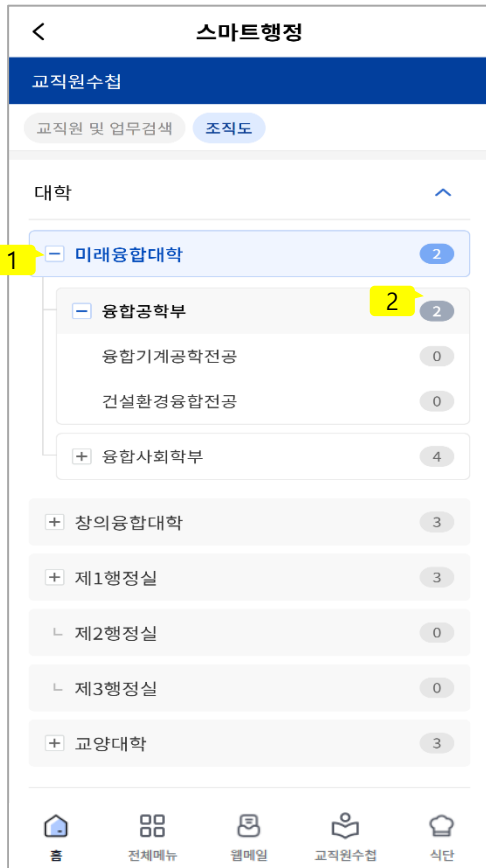 스마트행정
교직원수첩
교직원 및 업무검색 조직도
대학
1 미래융합대학 2
융합공학부 2 2
융합기계공학전공 0
건설환경융합전공 0
융합사회학부 4
창의융합대학 3
제1행정실 3
제2행정실 0
제3행정실 0
교양대학 3
홈 전체메뉴 웹메일 교직원수첩 식단